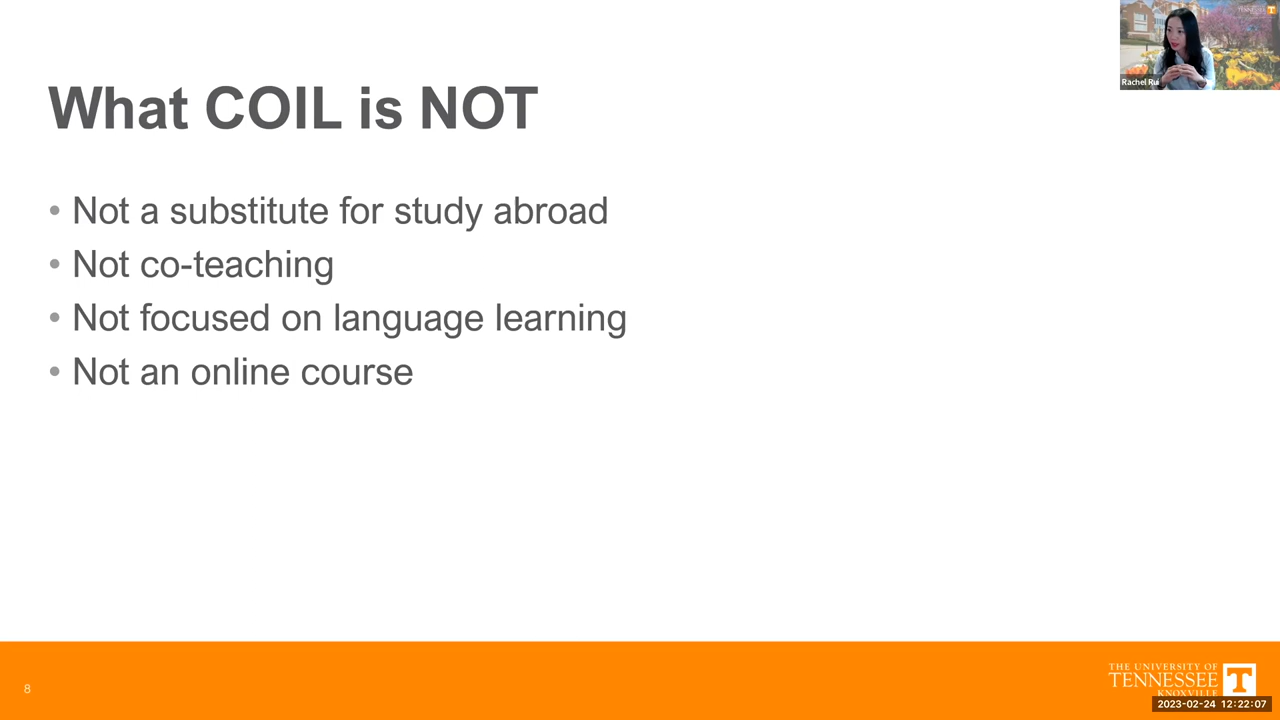 What COIL is NOT
• Not a substitute for study abroad
• Not co-teaching
• Not focused on language learning
• Not an online course
Rachel Rui
8
THE UNIVERSITY OF
TENNESSEE
KNOXVILLE
T
2023-02-24 12:22:07